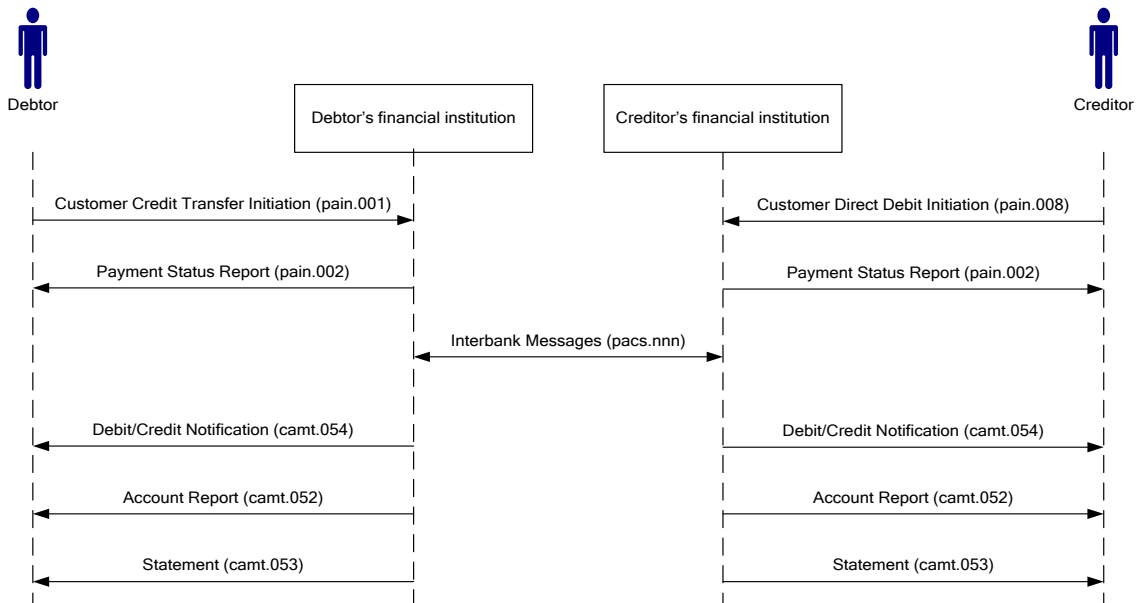 Debtor
Debtor's financial institution
Creditor's financial institution
Creditor
Customer Credit Transfer Initiation (pain.001)
Customer Direct Debit Initiation (pain.008)
Payment Status Report (pain.002)
Payment Status Report (pain.002)
Interbank Messages (pacs.nnn)
Debit/Credit Notification (camt.054)
Debit/Credit Notification (camt.054)
Account Report (camt.052)
Account Report (camt.052)
Statement (camt.053)
Statement (camt.053)